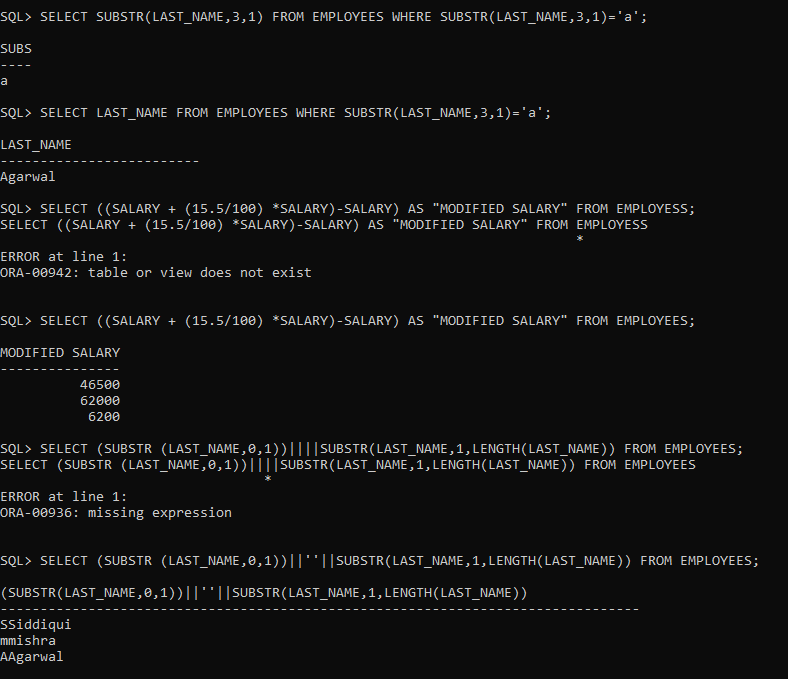 SQL> SELECT SUBSTR(LAST_NAME,3,1) FROM EMPLOYEES WHERE SUBSTR(LAST_NAME,3,1)='a';
SUBS
----
a
SQL> SELECT LAST_NAME FROM EMPLOYEES WHERE SUBSTR(LAST_NAME,3,1)='a';
LAST_NAME
-------------------------
Agarwal
SQL> SELECT ((SALARY + (15.5/100) *SALARY)-SALARY) AS "MODIFIED SALARY" FROM EMPLOYESS;
SELECT ((SALARY + (15.5/100) *SALARY)-SALARY) AS "MODIFIED SALARY" FROM EMPLOYESS
*
ERROR at line 1:
ORA-00942: table or view does not exist
SQL> SELECT ((SALARY + (15.5/100) *SALARY)-SALARY) AS "MODIFIED SALARY" FROM EMPLOYEES;
MODIFIED SALARY
---------------
46500
62000
6200
SQL> SELECT (SUBSTR (LAST_NAME,0,1))||||SUBSTR(LAST_NAME,1,LENGTH(LAST_NAME)) FROM EMPLOYEES;
SELECT (SUBSTR (LAST_NAME,0,1))||||SUBSTR(LAST_NAME,1,LENGTH(LAST_NAME)) FROM EMPLOYEES
*
ERROR at line 1:
ORA-00936: missing expression
SQL> SELECT (SUBSTR (LAST_NAME,0,1))||''||SUBSTR(LAST_NAME,1,LENGTH(LAST_NAME)) FROM EMPLOYEES;
(SUBSTR(LAST_NAME,0,1))||''||SUBSTR(LAST_NAME,1,LENGTH(LAST_NAME))
--------------------------------------------------------------------------------
SSiddiqui
mmishra
AAgarwal